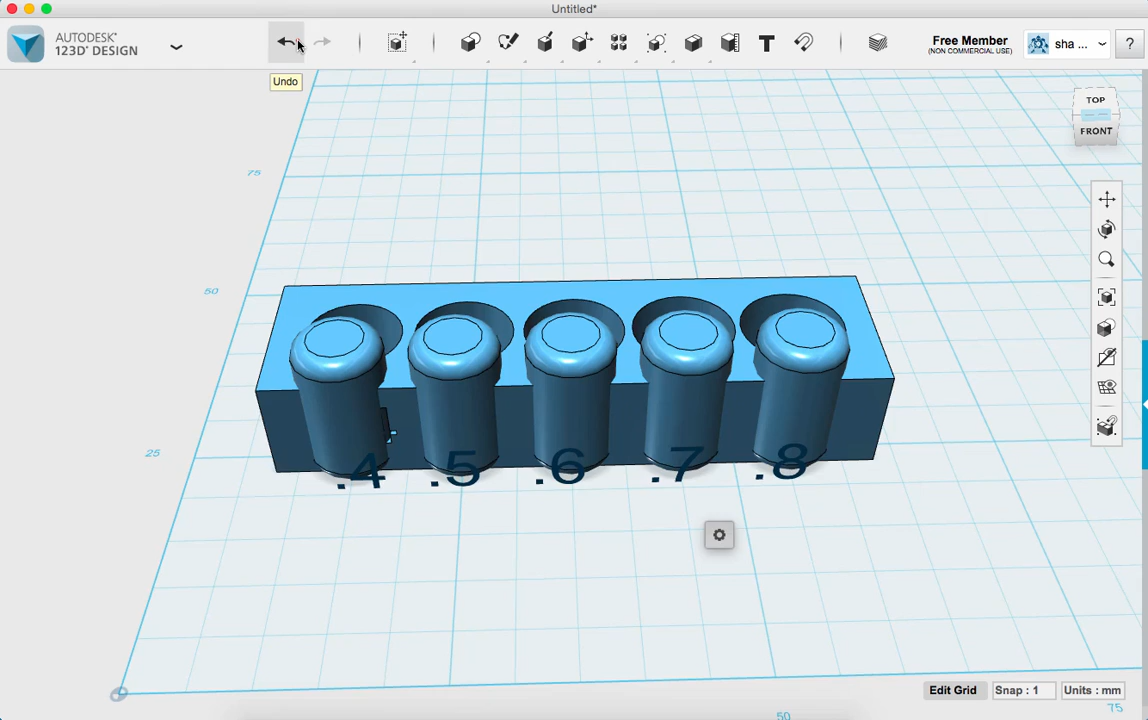 Untitled*
AUTODESK®
123D® DESIGN
Free Member
(NON COMMERCIAL USE)
sha ...
?
Undo
TOP
FRONT
75
50
25
.4 .5 .6 .7 .8
Edit Grid
Snap : 1
Units : mm
50
75